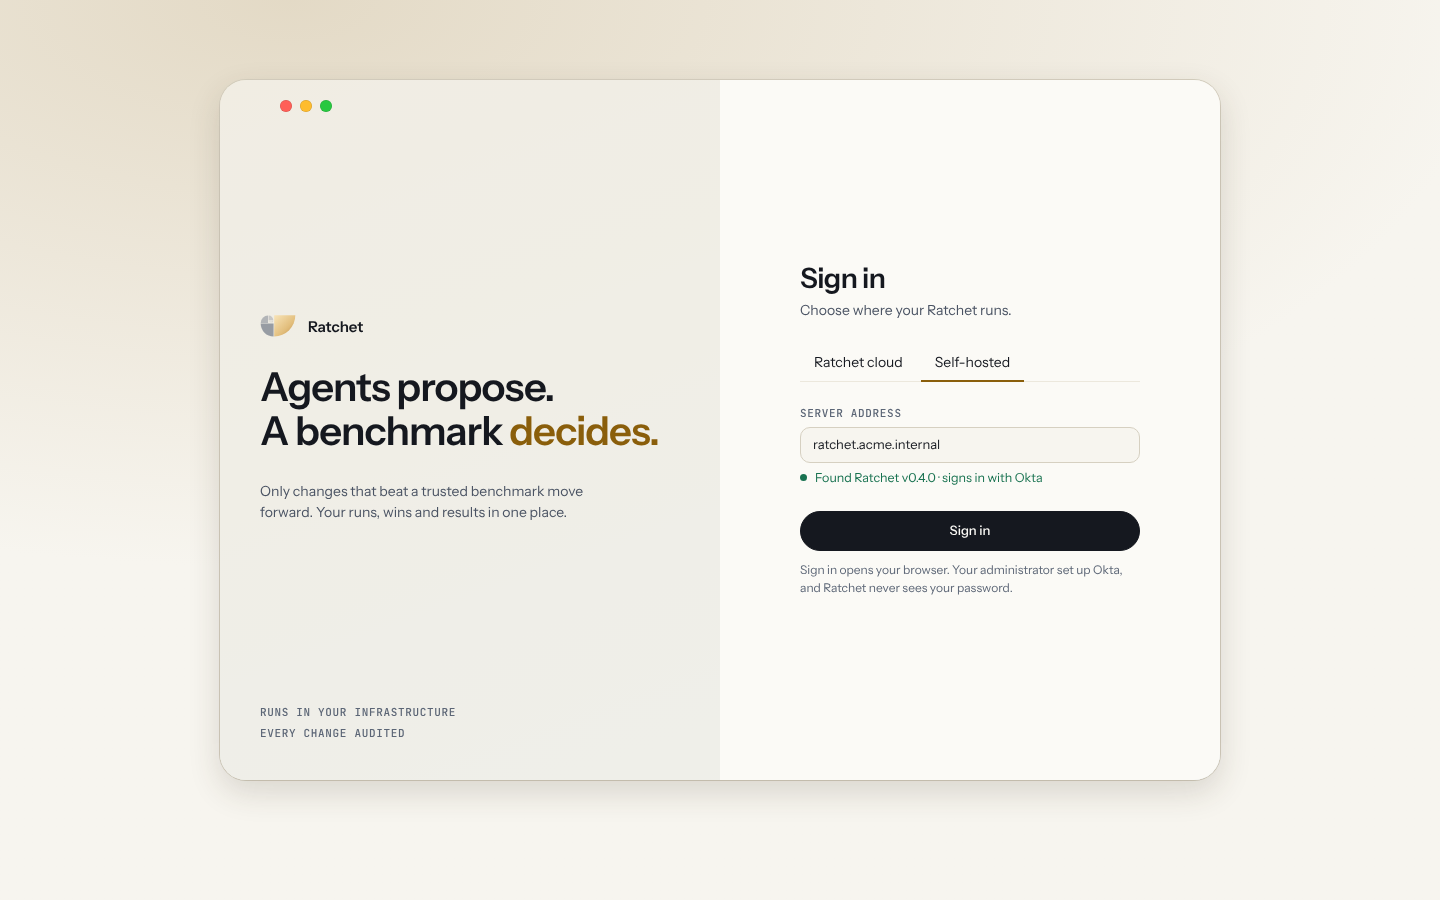 Ratchet
Agents propose.
A benchmark decides.
Only changes that beat a trusted benchmark move
forward. Your runs, wins and results in one place.
RUNS IN YOUR INFRASTRUCTURE
EVERY CHANGE AUDITED
Sign in
Choose where your Ratchet runs.
Ratchet cloud
Self-hosted
SERVER ADDRESS
ratchet.acme.internal
Found Ratchet v0.4.0 · signs in with Okta
Sign in
Sign in opens your browser. Your administrator set up Okta,
and Ratchet never sees your password.